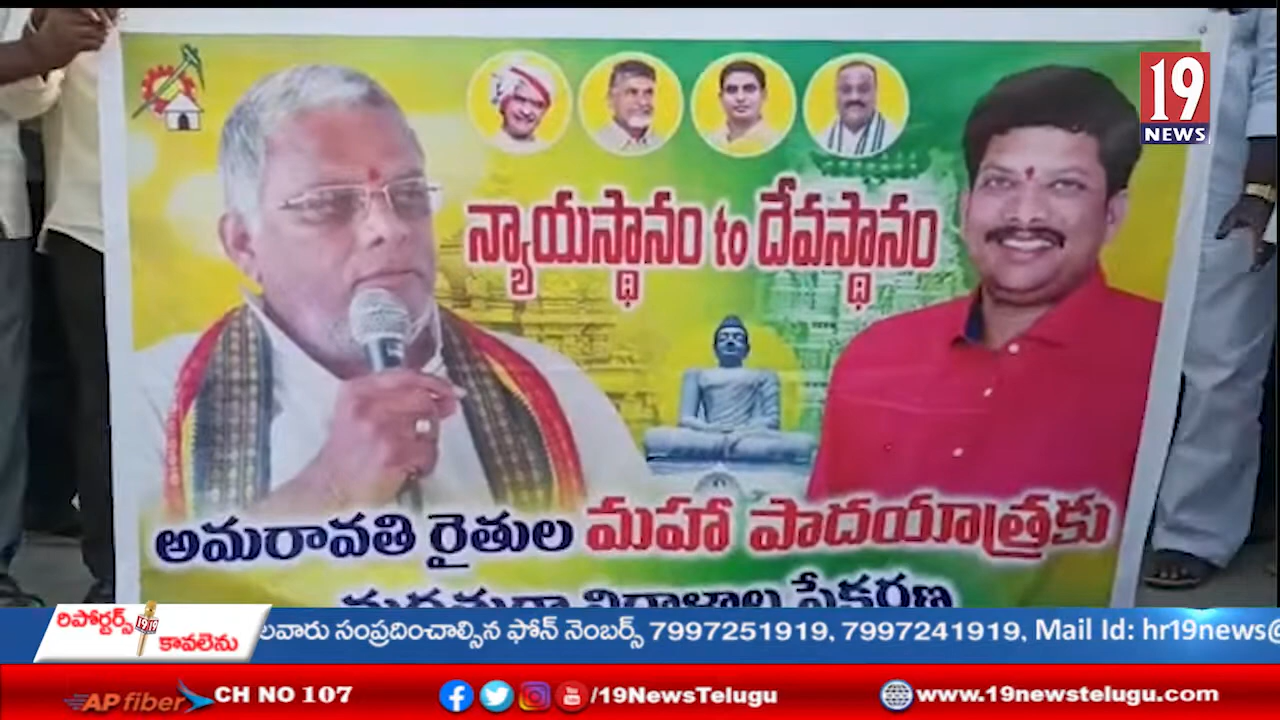 19
NEWS
న్యాయస్థానం to దేవస్థానం
అమరావతి రైతుల మహా పాదయాత్రకు
విరాళాల సేకరణ
రిపోర్టర్స్
కావలెను
లవారు సంప్రదించాల్సిన ఫోన్ నెంబర్స్ 7997251919, 7997241919, Mail Id: hr19news@
AP fiber CH NO 107 /19NewsTelugu www.19newstelugu.com